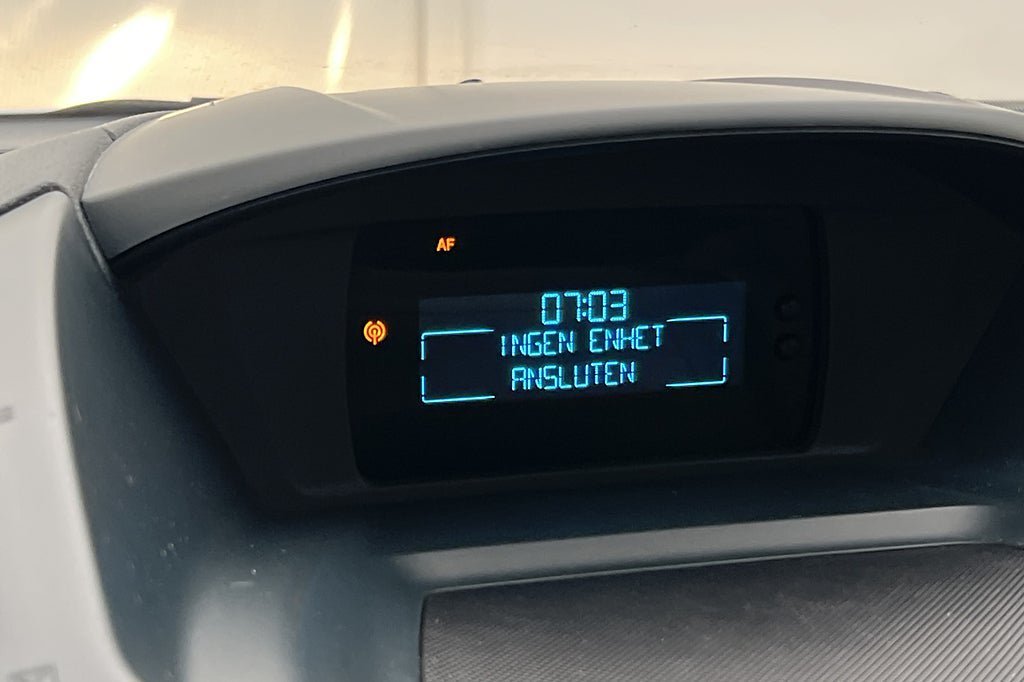 AF
07:03
INGEN ENHET
ANSLUTEN